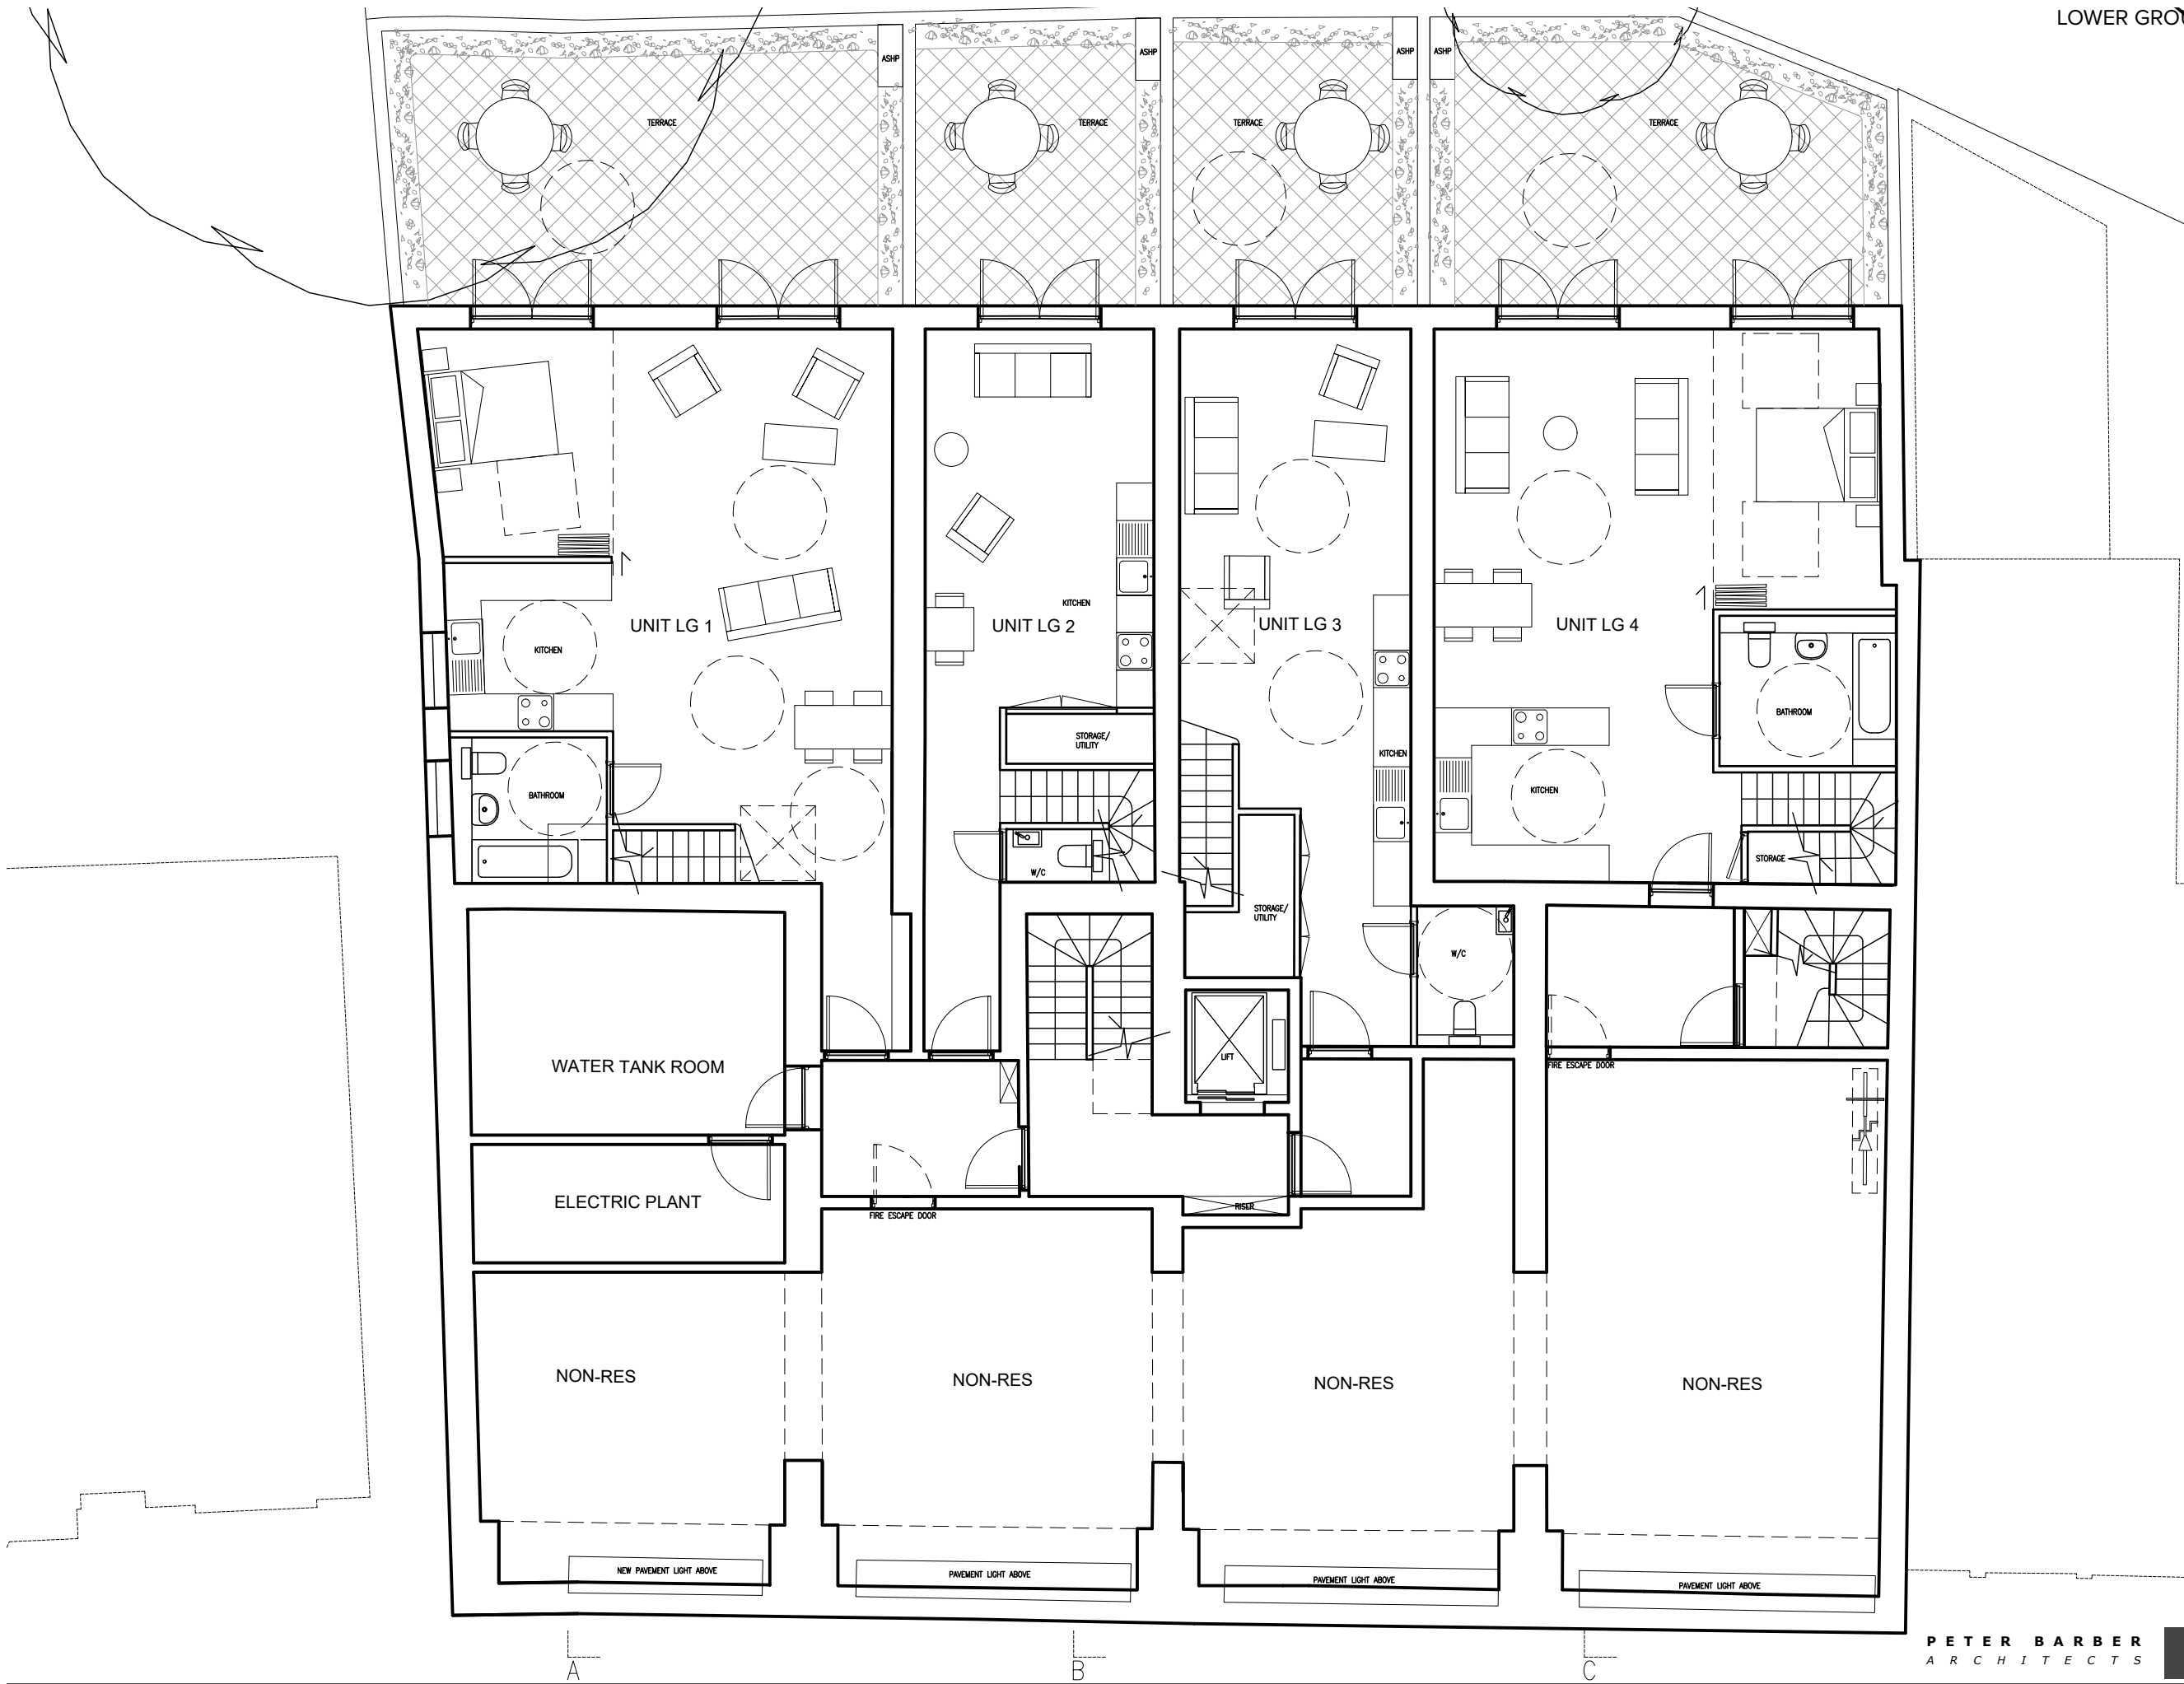 LOWER GROU
ASHP
ASHP
ASHP
ASHP
TERRACE
TERRACE
TERRACE
TERRACE
UNIT LG 1
UNIT LG 2
UNIT LG 3
UNIT LG 4
KITCHEN
KITCHEN
KITCHEN
KITCHEN
BATHROOM
BATHROOM
STORAGE/
UTILITY
W/C
STORAGE/
UTILITY
STORAGE
W/C
WATER TANK ROOM
LIFT
FIRE ESCAPE DOOR
ELECTRIC PLANT
FIRE ESCAPE DOOR
RISER
NON-RES
NON-RES
NON-RES
NON-RES
NEW PAVEMENT LIGHT ABOVE
PAVEMENT LIGHT ABOVE
PAVEMENT LIGHT ABOVE
PAVEMENT LIGHT ABOVE
A
B
C
PETER BARBER
ARCHITECTS